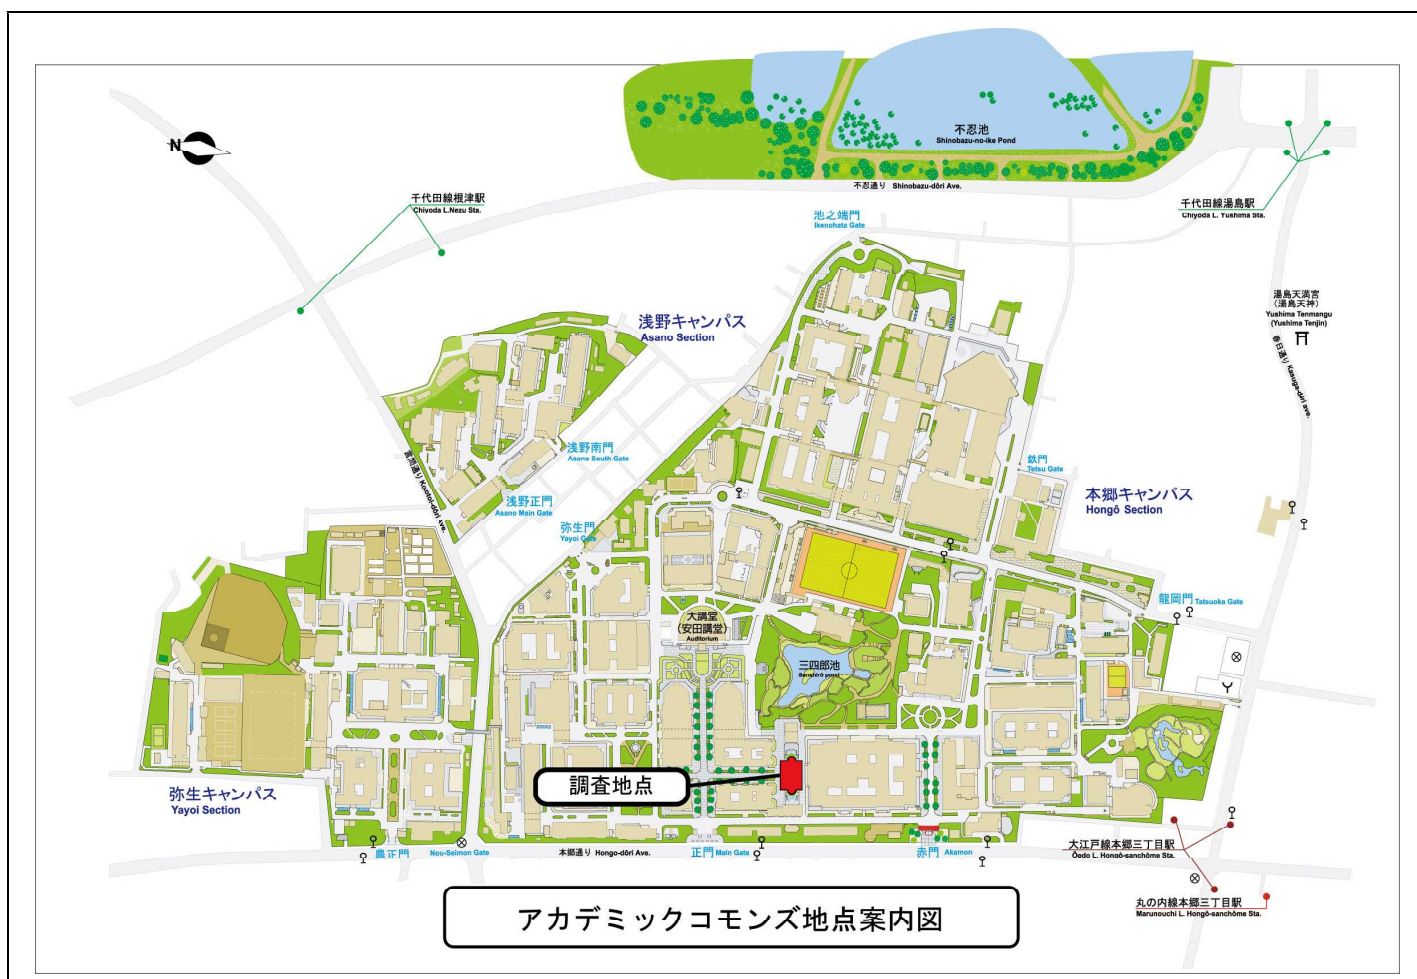 不忍池
Shinobazu-no-ike Pond
N
不忍通り Shinobazu-dōri Ave.
千代田線根津駅
Chiyoda L.Nezu Sta.
千代田線湯島駅
Chiyoda L. Yushima Sta.
池之端門
Ikenohata Gate
湯島天満宮
(湯島天神)
Yushima Tenmangu
(Yushima Tenjin)
浅野キャンパス
Asano Section
春日通り Kasuga-dōri ave.
浅野南門
Asano South Gate
鉄門
Tetsu Gate
言問通り Kototoi-dōri Ave.
浅野正門
Asano Main Gate
本郷キャンパス
Hongō Section
弥生門
Yayoi Gate
龍岡門 Tatsuoka Gate
大講堂
(安田講堂)
Auditorium
三四郎池
Sanshirō pond
調査地点
弥生キャンパス
Yayoi Section
農正門 Nou-Seimon Gate
本郷通り Hongo-dōri Ave.
正門 Main Gate
赤門 Akamon
大江戸線本郷三丁目駅
Ōedo L. Hongō-sanchōme Sta.
丸の内線本郷三丁目駅
Marunouchi L. Hongō-sanchōme Sta.
アカデミックコモンズ地点案内図